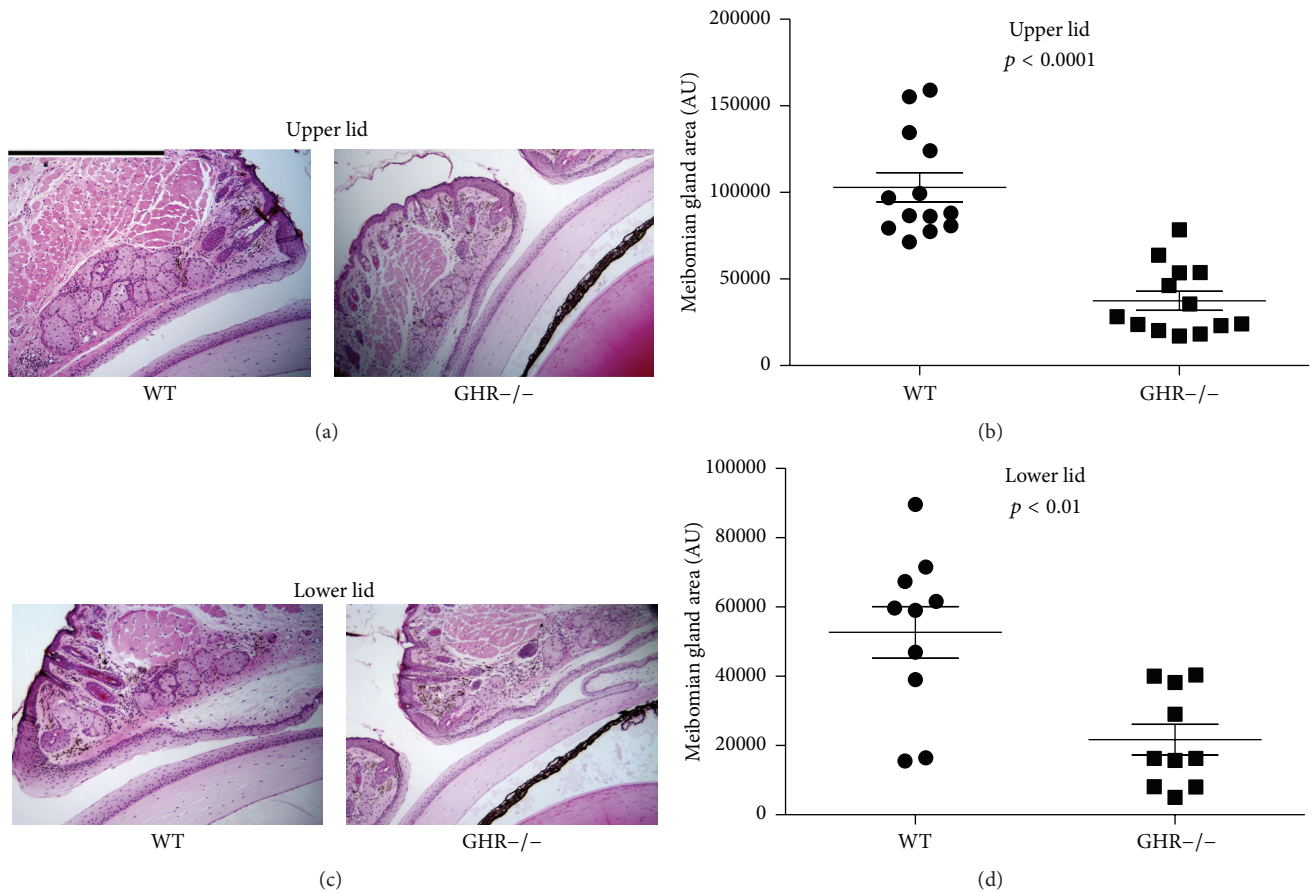 Upper lid
WT
GHR−/−
(a)
200000
150000
100000
50000
0
Meibomian gland area (AU)
Upper lid
p < 0.0001
WT
GHR−/−
(b)
Lower lid
WT
GHR−/−
(c)
100000
80000
60000
40000
20000
0
Meibomian gland area (AU)
Lower lid
p < 0.01
WT
GHR−/−
(d)